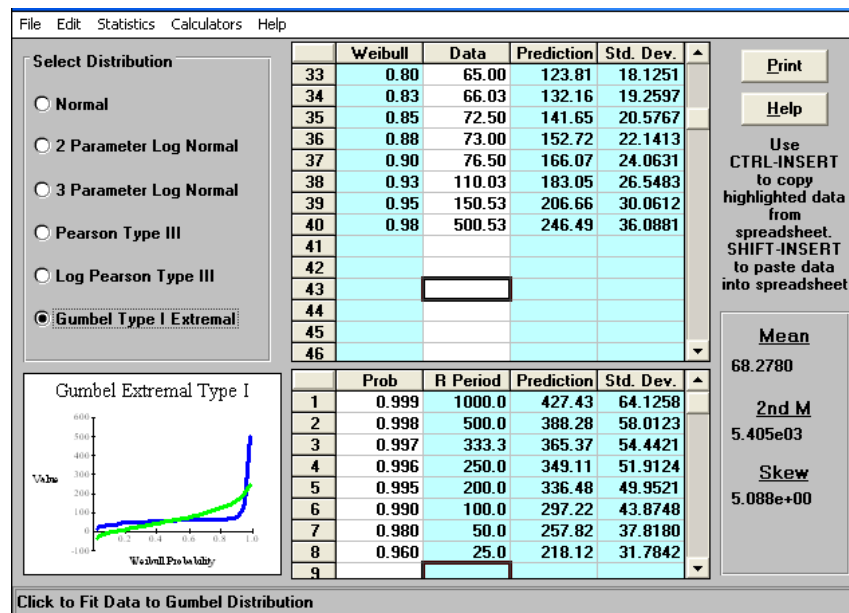 File Edit Statistics Calculators Help
Select Distribution
Normal
2 Parameter Log Normal
3 Parameter Log Normal
Pearson Type III
Log Pearson Type III
Gumbel Type I Extremal
Weibull Data Prediction Std. Dev.
33 0.80 65.00 123.81 18.1251
34 0.83 66.03 132.16 19.2597
35 0.85 72.50 141.65 20.5767
36 0.88 73.00 152.72 22.1413
37 0.90 76.50 166.07 24.0631
38 0.93 110.03 183.05 26.5483
39 0.95 150.53 206.66 30.0612
40 0.98 500.53 246.49 36.0881
41
42
43
44
45
46
Print
Help
Use
CTRL-INSERT
to copy
highlighted data
from
spreadsheet.
SHIFT-INSERT
to paste data
into spreadsheet
Gumbel Extremal Type I
600
500
400
300
200
100
0
-100
0.2 0.4 0.6 0.8 1.0
Value
Weibull Probability
Prob R Period Prediction Std. Dev.
1 0.999 1000.0 427.43 64.1258
2 0.998 500.0 388.28 58.0123
3 0.997 333.3 365.37 54.4421
4 0.996 250.0 349.11 51.9124
5 0.995 200.0 336.48 49.9521
6 0.990 100.0 297.22 43.8748
7 0.980 50.0 257.82 37.8180
8 0.960 25.0 218.12 31.7842
9
Mean
68.2780
2nd M
5.405e03
Skew
5.088e+00
Click to Fit Data to Gumbel Distribution